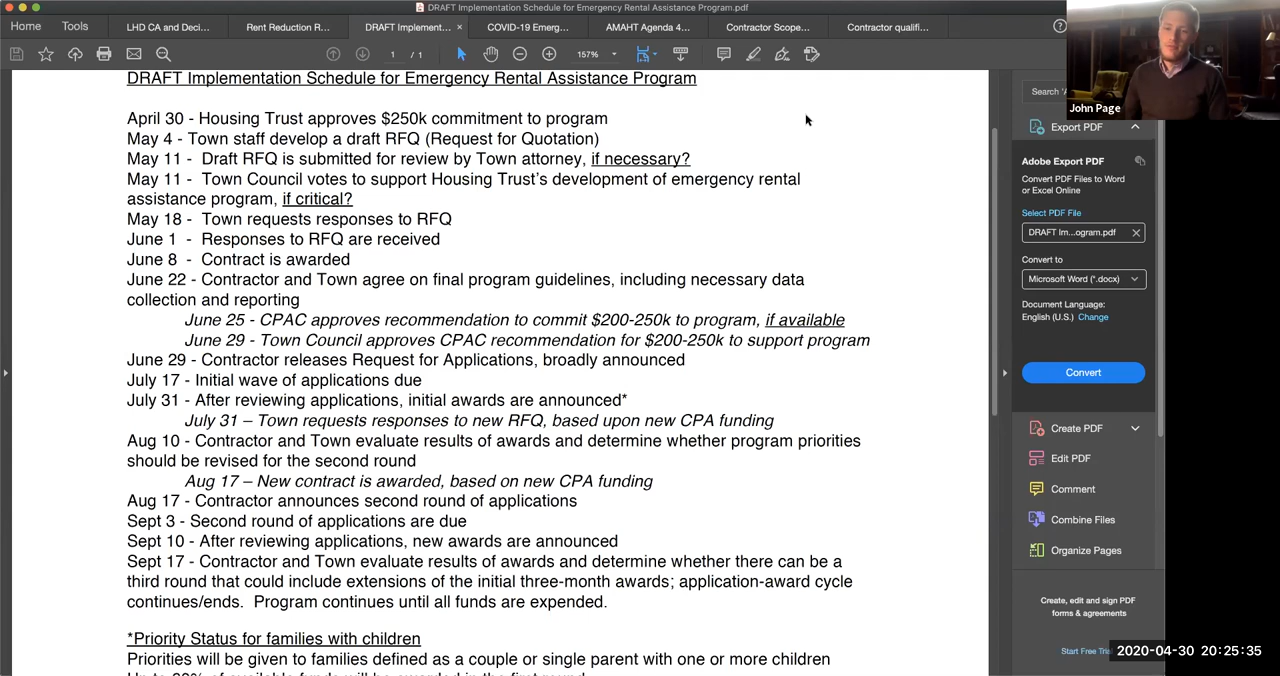 DRAFT Implementation Schedule for Emergency Rental Assistance Program.pdf
Home Tools LHD CA and Deci... Rent Reduction R... DRAFT Implement... × COVID-19 Emerg... AMAHT Agenda 4... Contractor Scope... Contractor qualifi...
1 / 1 157%
John Page
DRAFT Implementation Schedule for Emergency Rental Assistance Program
April 30 - Housing Trust approves $250k commitment to program
May 4 - Town staff develop a draft RFQ (Request for Quotation)
May 11 - Draft RFQ is submitted for review by Town attorney, if necessary?
May 11 - Town Council votes to support Housing Trust's development of emergency rental
assistance program, if critical?
May 18 - Town requests responses to RFQ
June 1 - Responses to RFQ are received
June 8 - Contract is awarded
June 22 - Contractor and Town agree on final program guidelines, including necessary data
collection and reporting
June 25 - CPAC approves recommendation to commit $200-250k to program, if available
June 29 - Town Council approves CPAC recommendation for $200-250k to support program
June 29 - Contractor releases Request for Applications, broadly announced
July 17 - Initial wave of applications due
July 31 - After reviewing applications, initial awards are announced*
July 31 – Town requests responses to new RFQ, based upon new CPA funding
Aug 10 - Contractor and Town evaluate results of awards and determine whether program priorities
should be revised for the second round
Aug 17 – New contract is awarded, based on new CPA funding
Aug 17 - Contractor announces second round of applications
Sept 3 - Second round of applications are due
Sept 10 - After reviewing applications, new awards are announced
Sept 17 - Contractor and Town evaluate results of awards and determine whether there can be a
third round that could include extensions of the initial three-month awards; application-award cycle
continues/ends. Program continues until all funds are expended.
*Priority Status for families with children
Priorities will be given to families defined as a couple or single parent with one or more children
Search
Export PDF
Adobe Export PDF
Convert PDF Files to Word
or Excel Online
Select PDF File
DRAFT Im...ogram.pdf ×
Convert to
Microsoft Word (*.docx)
Document Language:
English (U.S.) Change
Convert
Create PDF
Edit PDF
Comment
Combine Files
Organize Pages
Create, edit and sign PDF
forms & agreements
Start Free Trial
2020-04-30 20:25:35